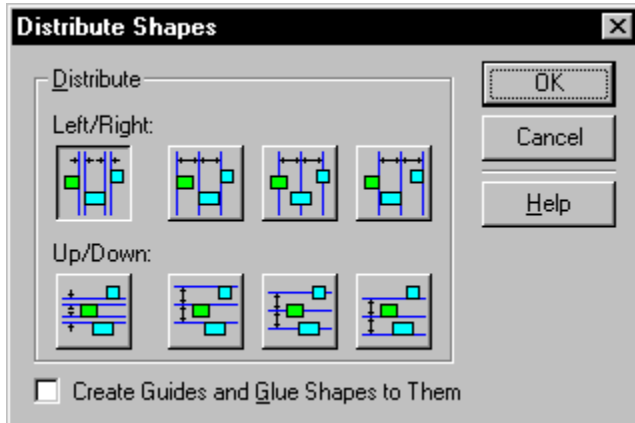 Distribute Shapes
Distribute
OK
Left/Right:
Cancel
Help
Up/Down:
Create Guides and Glue Shapes to Them